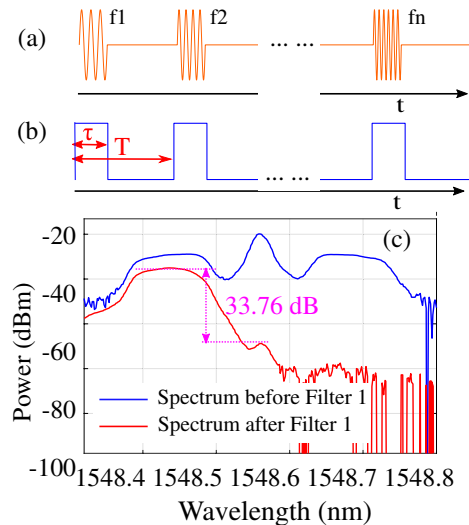 (a) f1 f2 ... ... fn
t
(b) τ T ... ...
t
(c)
-20
-40
-60
-80
-100
Power (dBm)
33.76 dB
Spectrum before Filter 1
Spectrum after Filter 1
1548.4 1548.5 1548.6 1548.7 1548.8
Wavelength (nm)